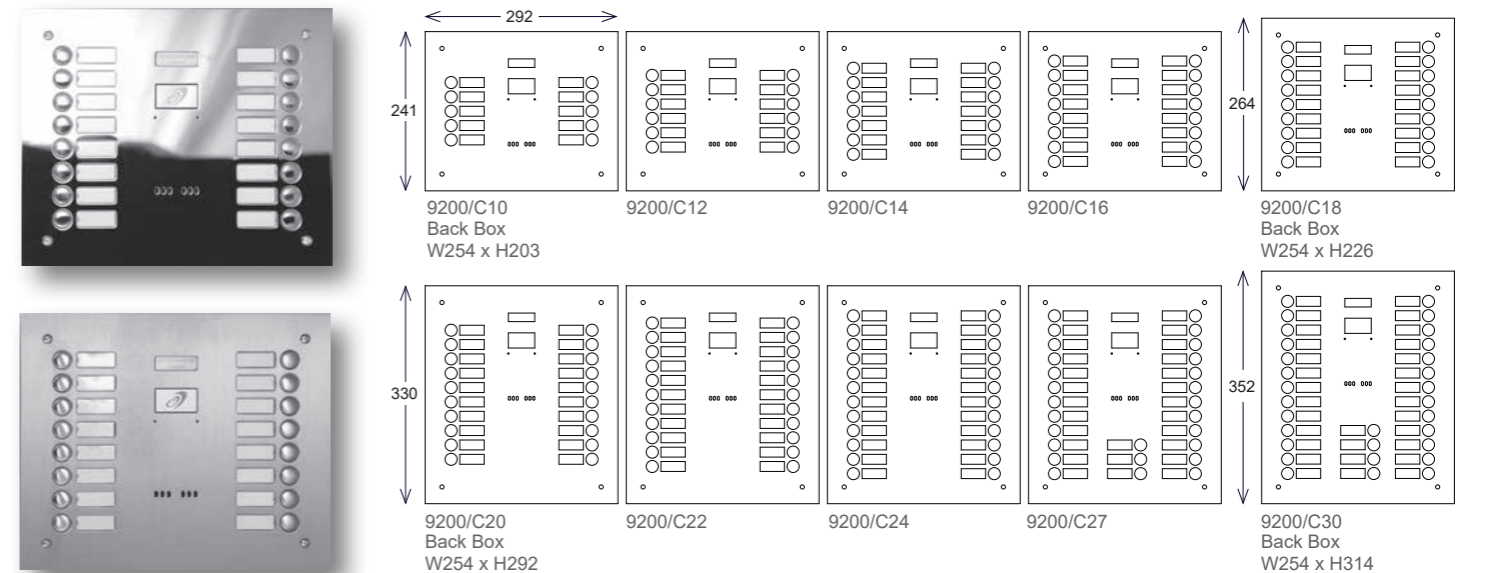 292
241
264
9200/C10
Back Box
W254 x H203
9200/C12
9200/C14
9200/C16
9200/C18
Back Box
W254 x H226
330
352
9200/C20
Back Box
W254 x H292
9200/C22
9200/C24
9200/C27
9200/C30
Back Box
W254 x H314